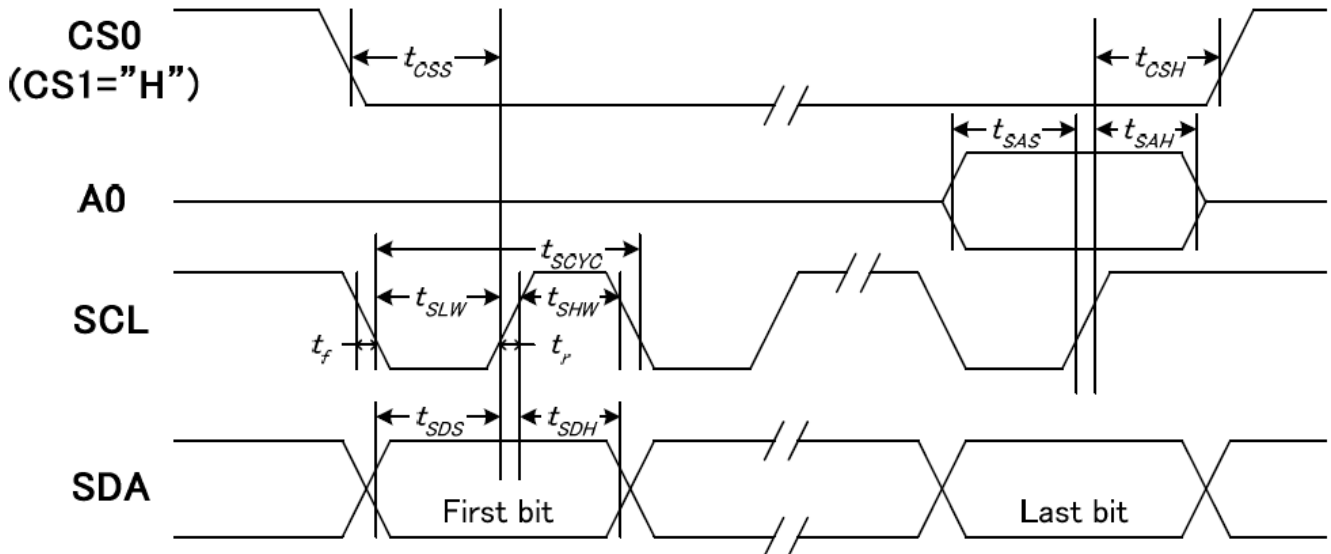 CS0
(CS1="H")
tCSS
tCSH
tSAS
tSAH
A0
tSCYC
tSLW
tSHW
SCL
tf
tr
tSDS
tSDH
SDA
First bit
Last bit